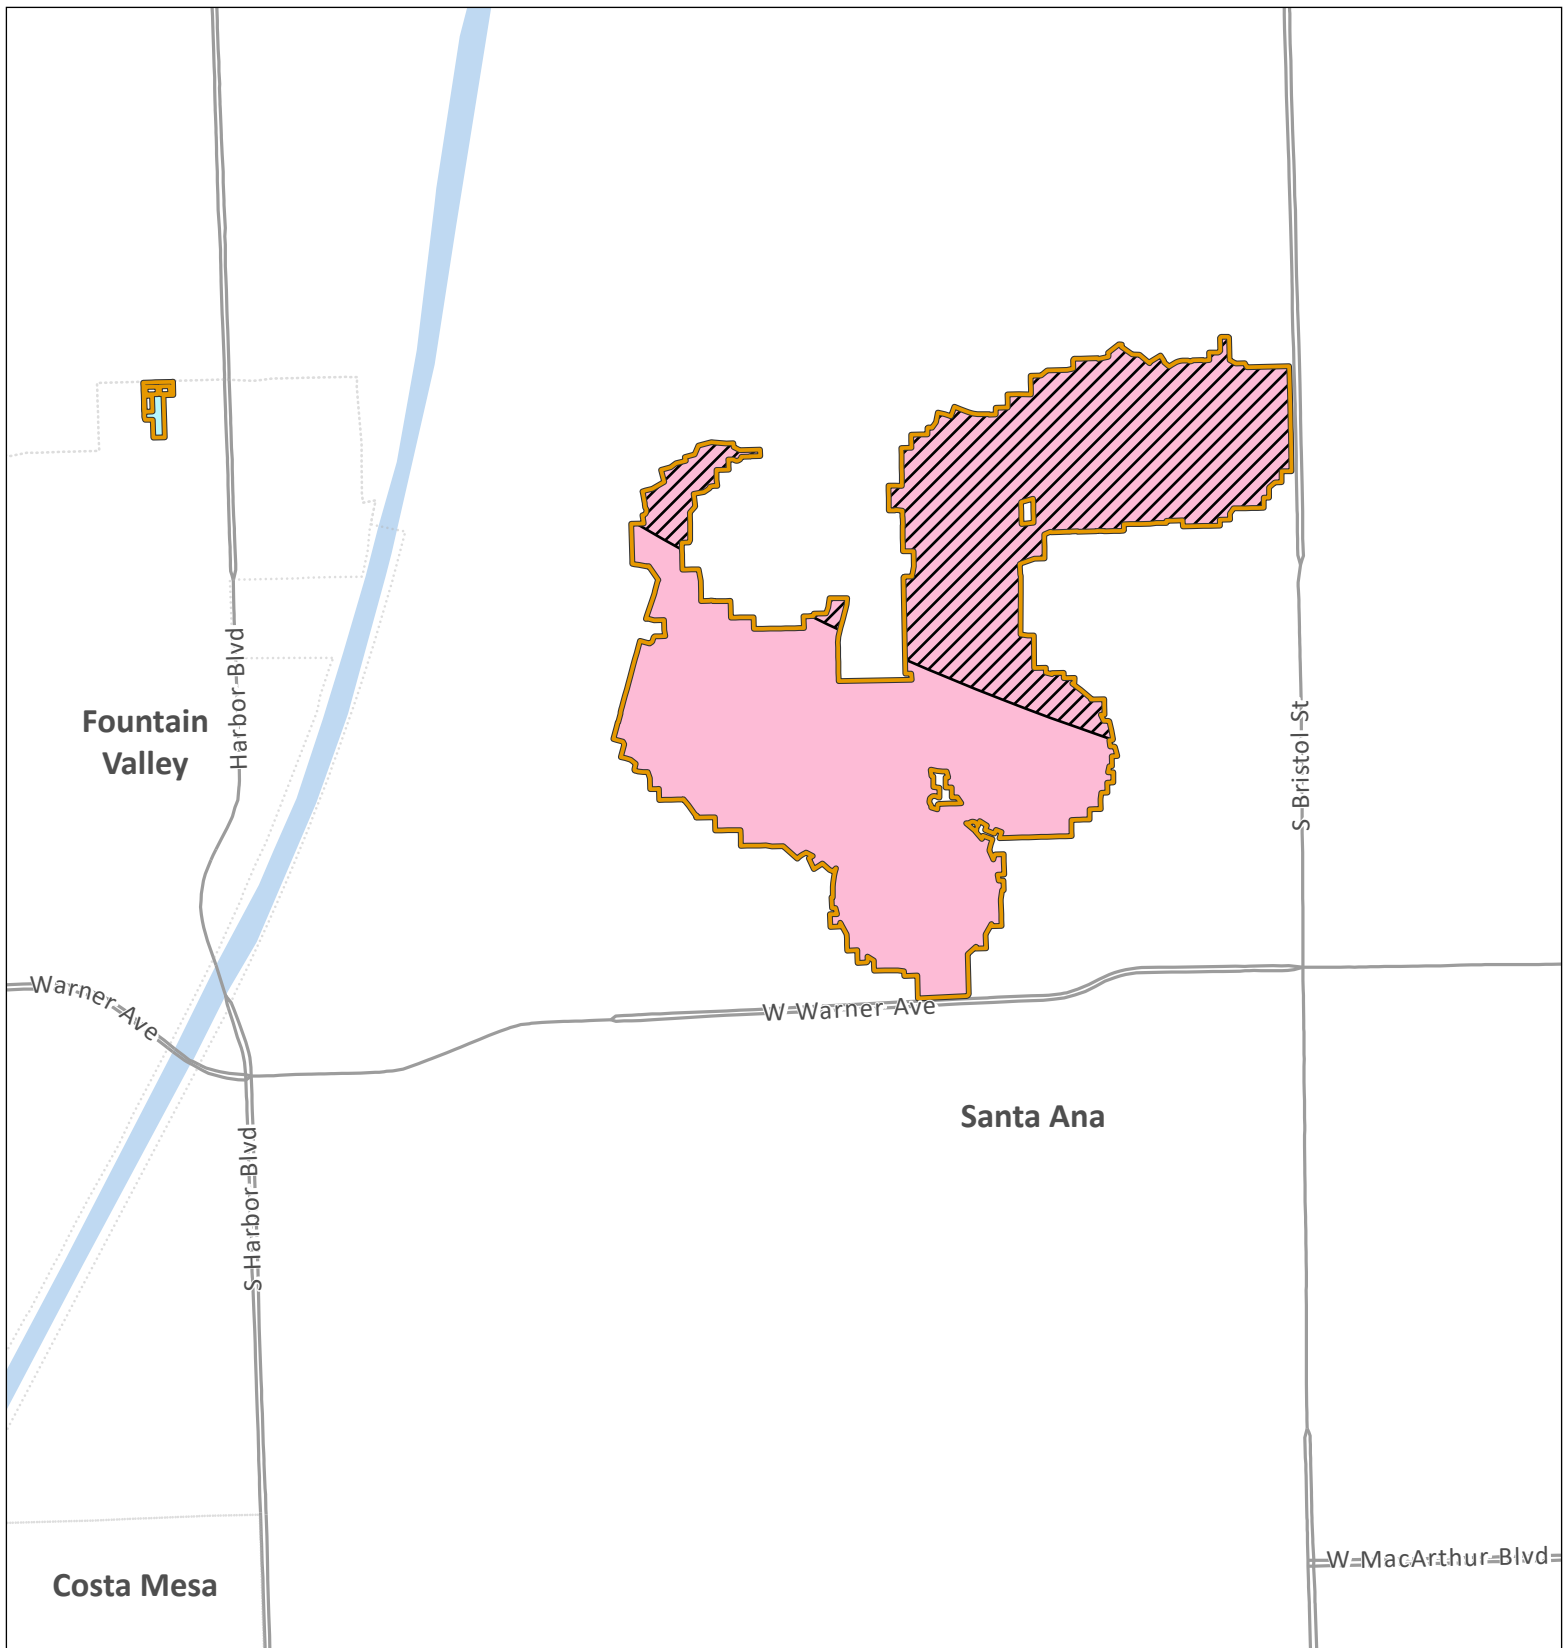 Harbor Blvd
Fountain
Valley
S Bristol St
Warner Ave
W Warner Ave
Santa Ana
S Harbor Blvd
W MacArthur Blvd
Costa Mesa